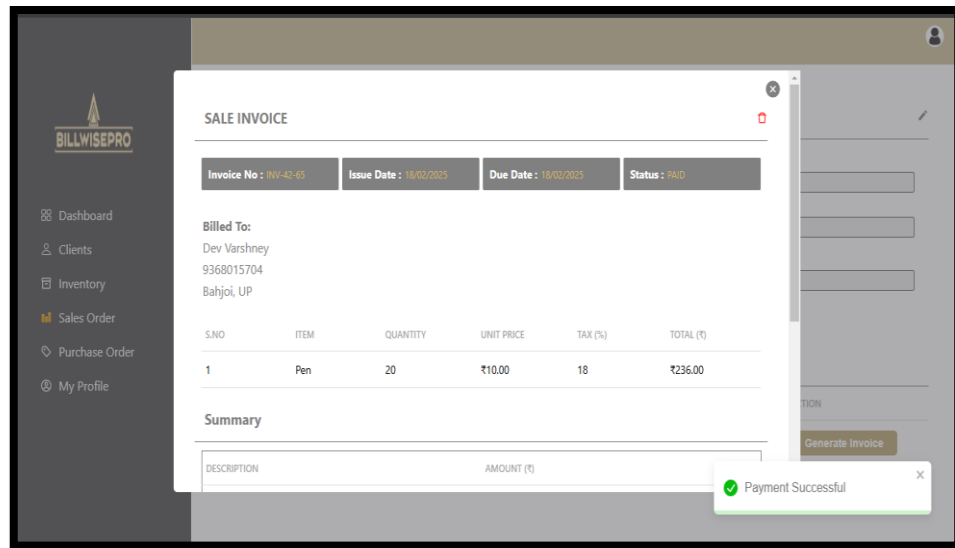 BILLWISEPRO
Dashboard
Clients
Inventory
Sales Order
Purchase Order
My Profile
SALE INVOICE
Invoice No : INV-42-65 Issue Date : 18/02/2025 Due Date : 18/02/2025 Status : PAID
Billed To:
Dev Varshney
9368015704
Bahjoi, UP
S.NO ITEM QUANTITY UNIT PRICE TAX (%) TOTAL (₹)
1 Pen 20 ₹10.00 18 ₹236.00
Summary
DESCRIPTION AMOUNT (₹)
Generate Invoice
Payment Successful